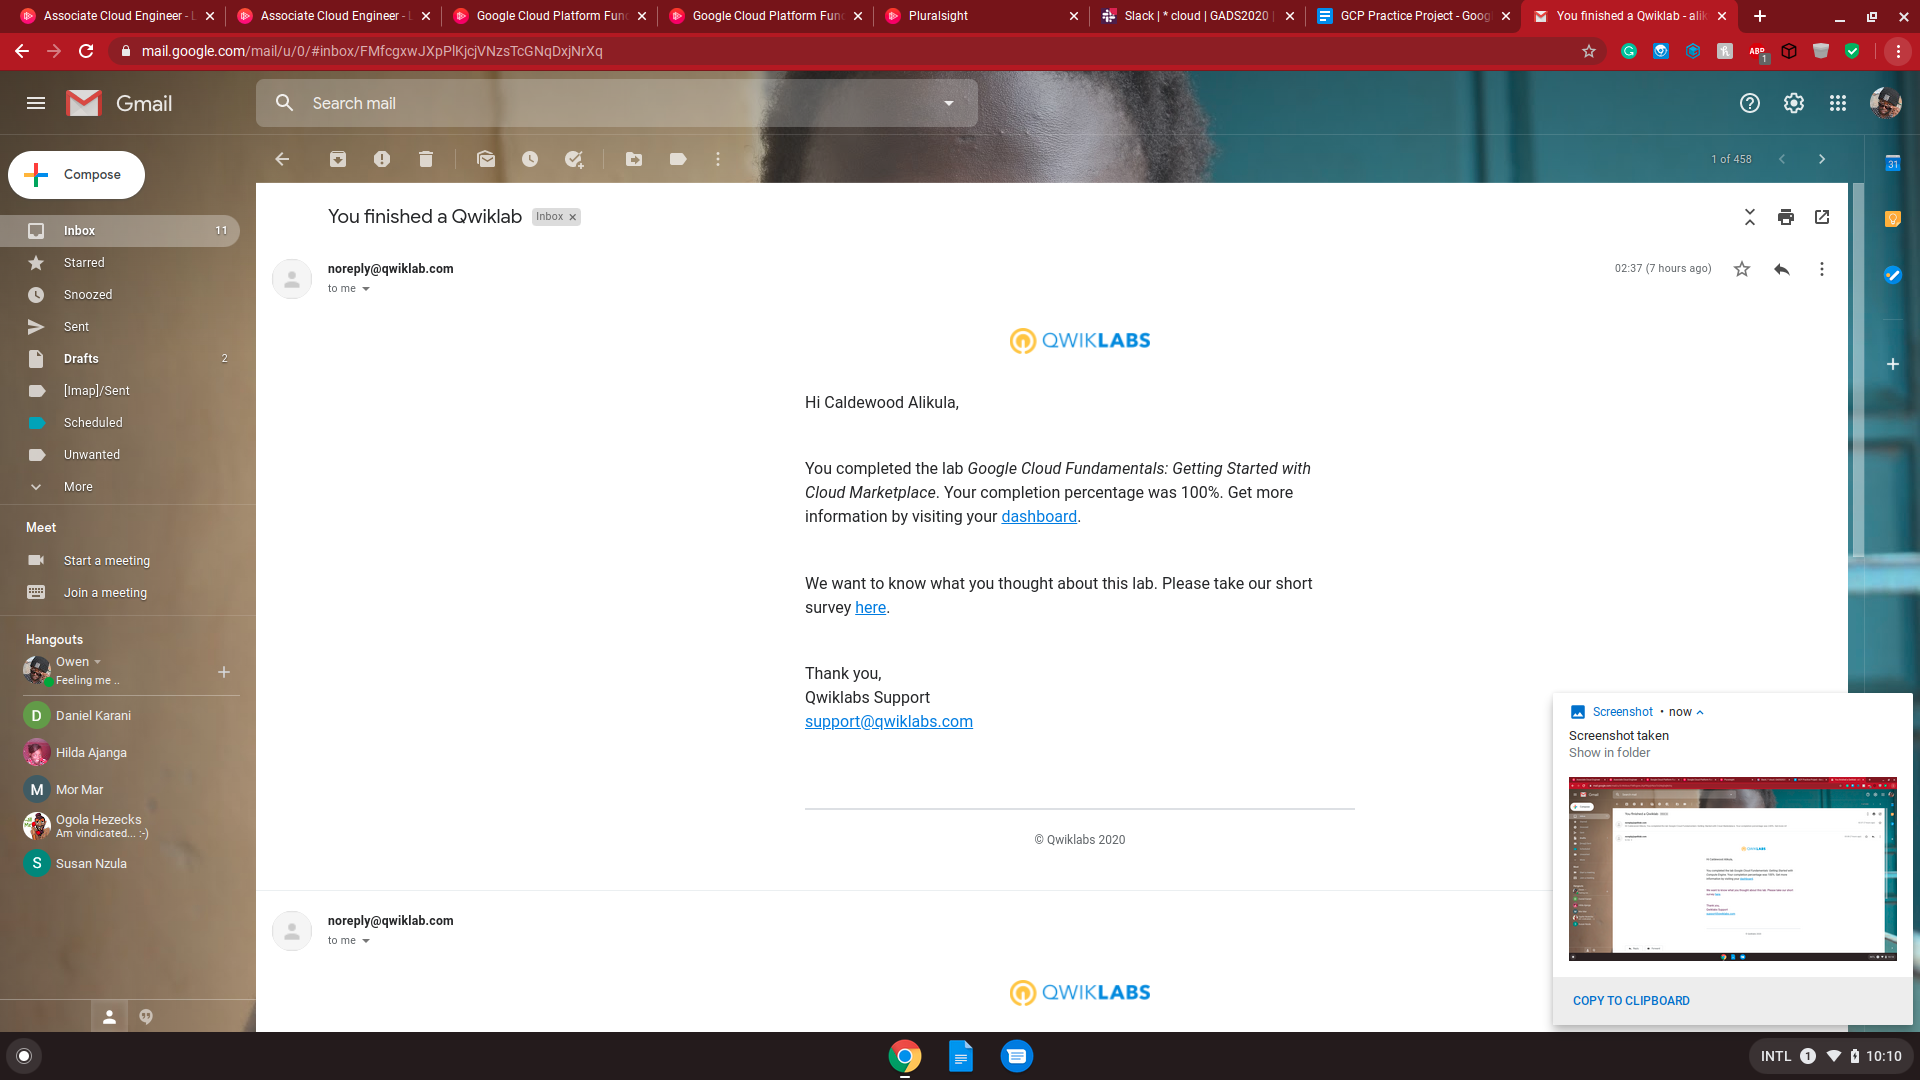 Associate Cloud Engineer - L
Associate Cloud Engineer - L
Google Cloud Platform Fun
Google Cloud Platform Fun
Pluralsight
Slack | * cloud | GADS2020 |
GCP Practice Project - Goog
You finished a Qwiklab - alik
mail.google.com/mail/u/0/#inbox/FMfcgxwJXpPlKjcjVNzsTcGNqDxjNrXq
ABP
1
Gmail
Search mail
Compose
1 of 458
31
You finished a Qwiklab
Inbox
Inbox 11
Starred
Snoozed
Sent
Drafts 2
[Imap]/Sent
Scheduled
Unwanted
More
Meet
Start a meeting
Join a meeting
Hangouts
Owen
Feeling me ..
D Daniel Karani
Hilda Ajanga
M Mor Mar
Ogola Hezecks
Am vindicated... :-)
S Susan Nzula
noreply@qwiklab.com
to me
02:37 (7 hours ago)
QWIKLABS
Hi Caldewood Alikula,
You completed the lab Google Cloud Fundamentals: Getting Started with
Cloud Marketplace. Your completion percentage was 100%. Get more
information by visiting your dashboard.
We want to know what you thought about this lab. Please take our short
survey here.
Thank you,
Qwiklabs Support
support@qwiklabs.com
© Qwiklabs 2020
noreply@qwiklab.com
to me
QWIKLABS
Screenshot • now
Screenshot taken
Show in folder
COPY TO CLIPBOARD
INTL 1 10:10